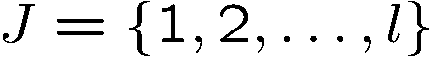 J = {1, 2, . . . , l}